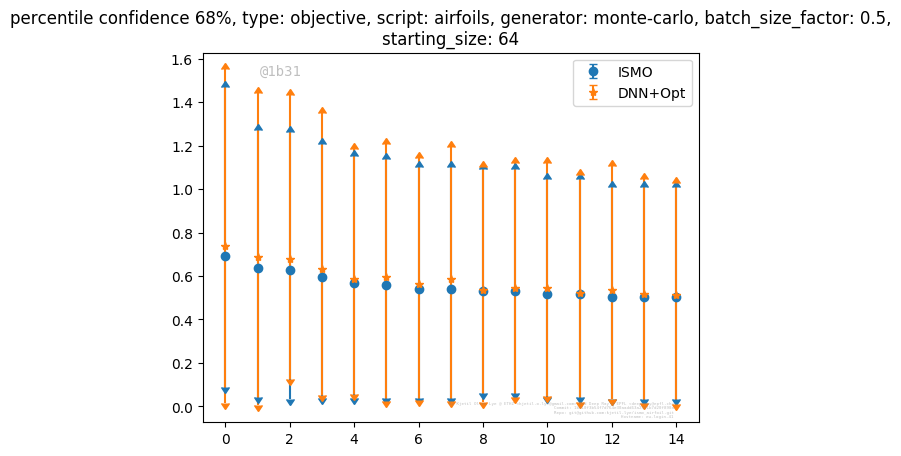 percentile confidence 68%, type: objective, script: airfoils, generator: monte-carlo, batch_size_factor: 0.5,
starting_size: 64
@1b31
ISMO
DNN+Opt
1.6
1.4
1.2
1.0
0.8
0.6
0.4
0.2
0.0
0 2 4 6 8 10 12 14